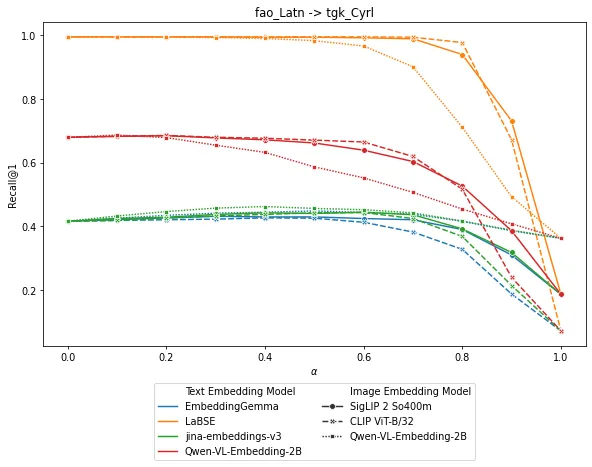 fao_Latn -> tgk_Cyrl
Recall@1
1.0
0.8
0.6
0.4
0.2
0.0 0.2 0.4 0.6 0.8 1.0
α
Text Embedding Model Image Embedding Model
EmbeddingGemma SigLIP 2 So400m
LaBSE CLIP ViT-B/32
jina-embeddings-v3 Qwen-VL-Embedding-2B
Qwen-VL-Embedding-2B